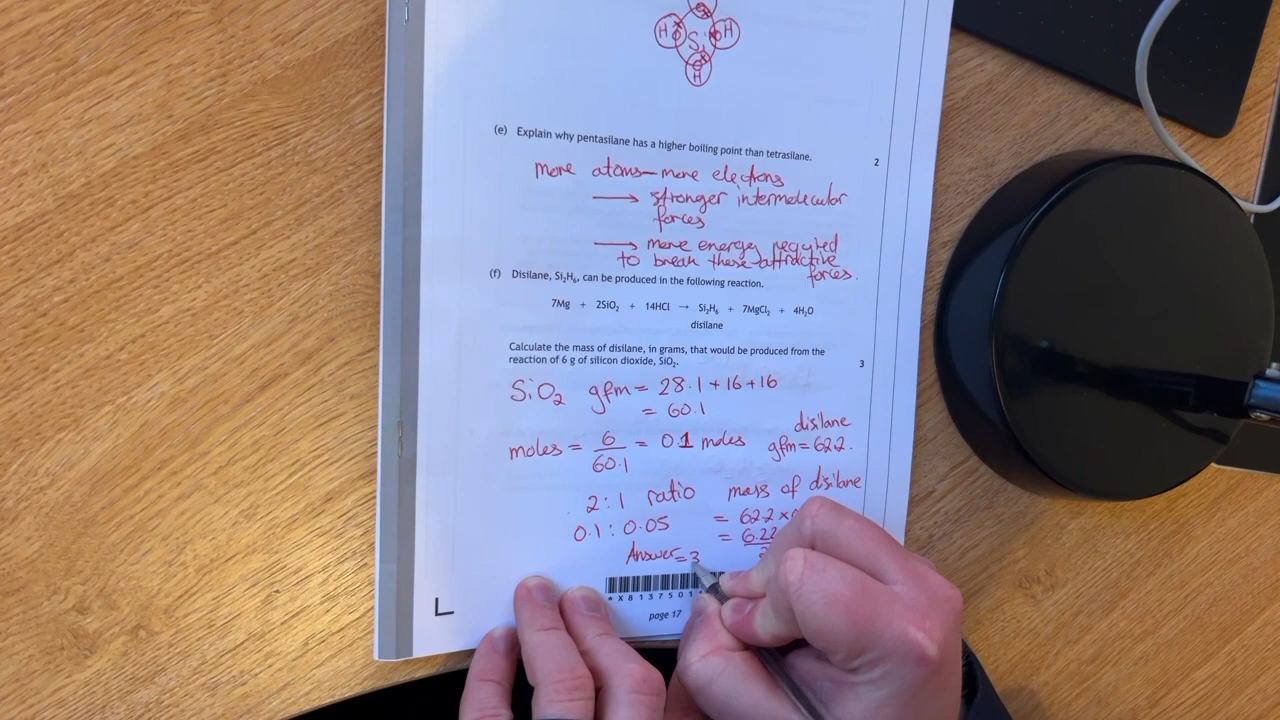 H Si H
H
(e) Explain why pentasilane has a higher boiling point than tetrasilane.
2
more atoms—more electrons
→ stronger intermolecular
forces
→ more energy required
to break these attractive
forces.
(f) Disilane, Si₂H₆, can be produced in the following reaction.
7Mg + 2SiO₂ + 14HCl → Si₂H₆ + 7MgCl₂ + 4H₂O
disilane
Calculate the mass of disilane, in grams, that would be produced from the
reaction of 6 g of silicon dioxide, SiO₂.
3
SiO₂ gfm = 28.1 + 16 + 16
= 60.1
moles = 6/60.1 = 0.1 moles
disilane
gfm = 62.2.
2:1 ratio
0.1 : 0.05
mass of disilane
= 62.2 ×
= 6.22
Answer = 3
*X8137501
page 17